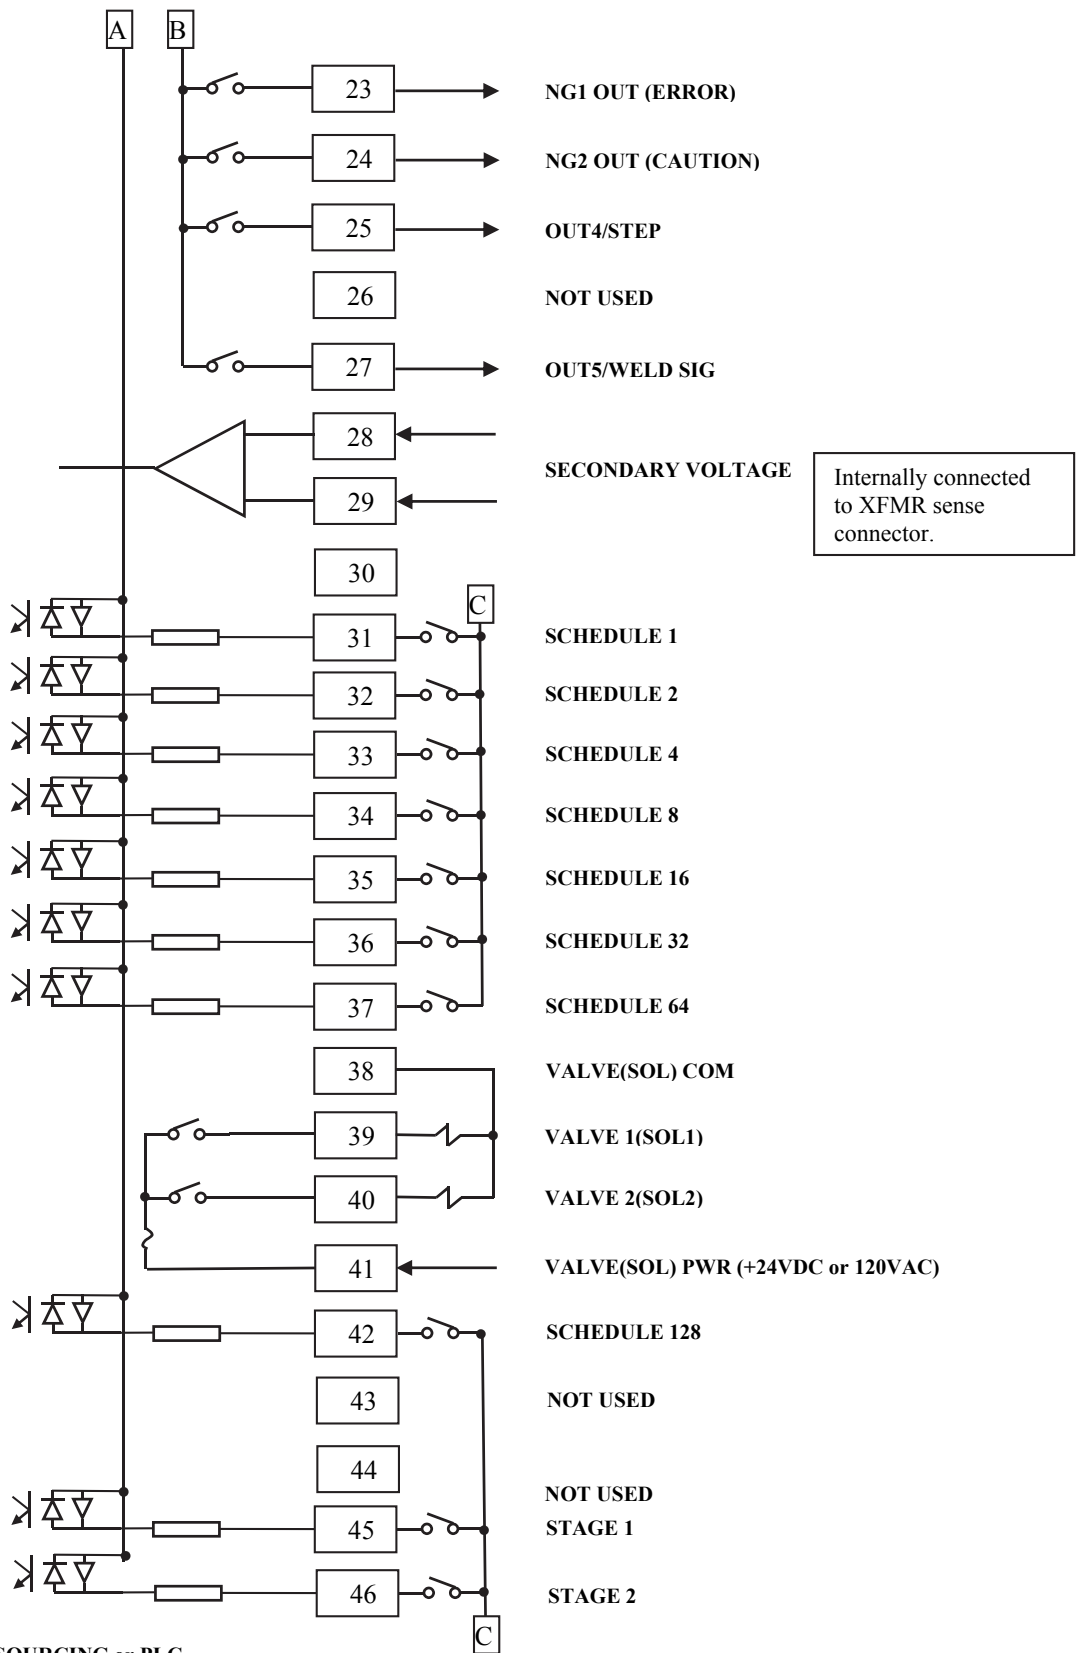 A B
23 NG1 OUT (ERROR)
24 NG2 OUT (CAUTION)
25 OUT4/STEP
26 NOT USED
27 OUT5/WELD SIG
28
SECONDARY VOLTAGE
29
Internally connected
to XFMR sense
connector.
30
C
31 SCHEDULE 1
32 SCHEDULE 2
33 SCHEDULE 4
34 SCHEDULE 8
35 SCHEDULE 16
36 SCHEDULE 32
37 SCHEDULE 64
38 VALVE(SOL) COM
39 VALVE 1(SOL1)
40 VALVE 2(SOL2)
41 VALVE(SOL) PWR (+24VDC or 120VAC)
42 SCHEDULE 128
43 NOT USED
44
NOT USED
45 STAGE 1
46 STAGE 2
C
SOURCING or PLC